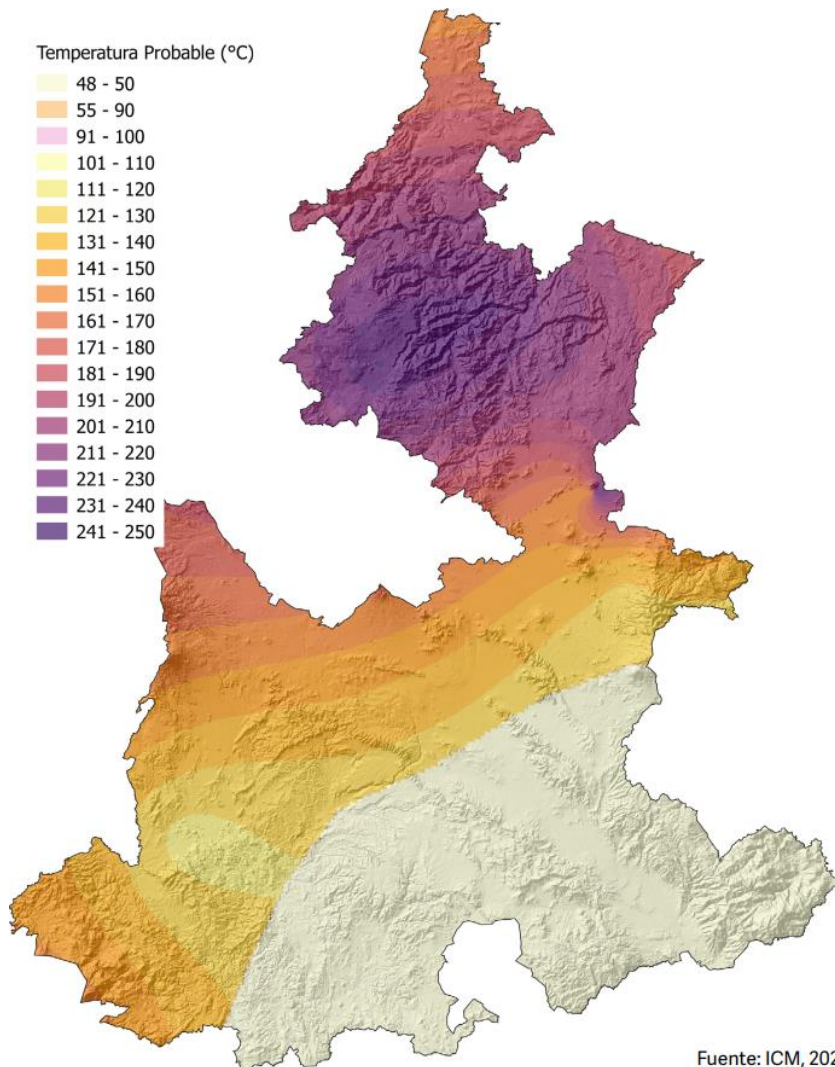 Temperatura Probable (°C)
48 - 50
55 - 90
91 - 100
101 - 110
111 - 120
121 - 130
131 - 140
141 - 150
151 - 160
161 - 170
171 - 180
181 - 190
191 - 200
201 - 210
211 - 220
221 - 230
231 - 240
241 - 250
Fuente: ICM, 202